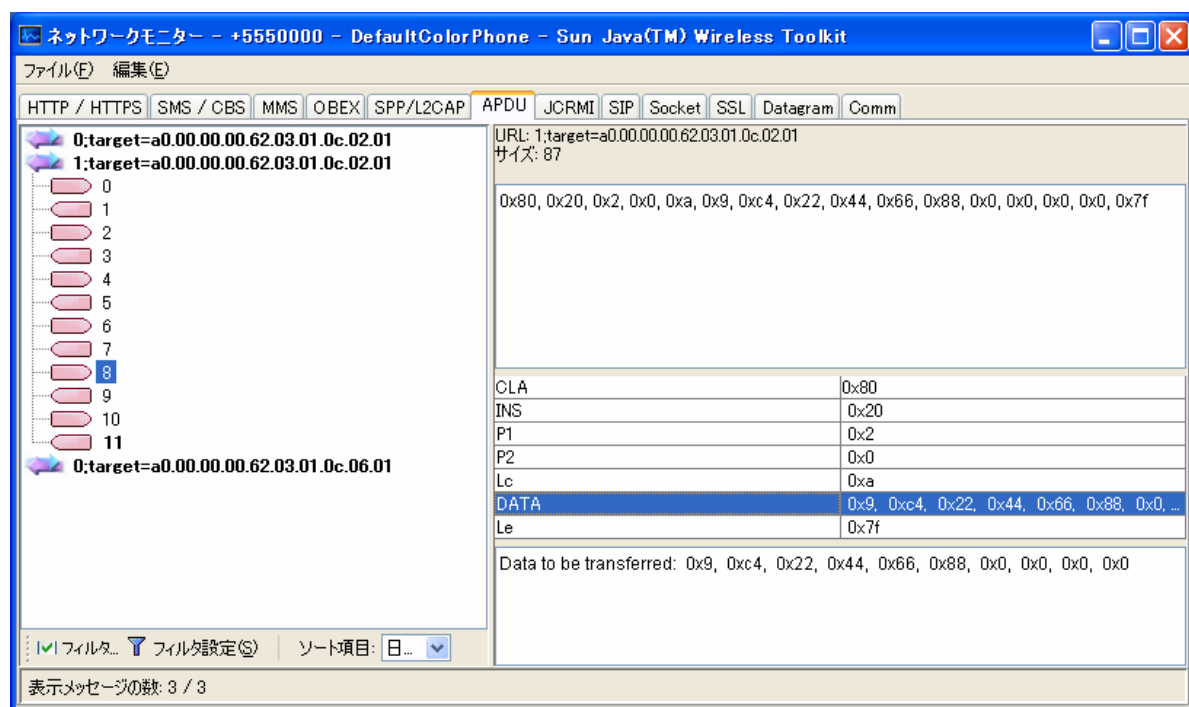 ネットワークモニター - +5550000 - DefaultColorPhone - Sun Java(TM) Wireless Toolkit
ファイル(F) 編集(E)
HTTP / HTTPS SMS / CBS MMS OBEX SPP/L2CAP APDU JCRMI SIP Socket SSL Datagram Comm
0;target=a0.00.00.00.62.03.01.0c.02.01
1;target=a0.00.00.00.62.03.01.0c.02.01
0
1
2
3
4
5
6
7
8
9
10
11
0;target=a0.00.00.00.62.03.01.0c.06.01
フィルタ... フィルタ設定(S) ソート項目: 日...
URL: 1;target=a0.00.00.00.62.03.01.0c.02.01
サイズ: 87
0x80, 0x20, 0x2, 0x0, 0xa, 0x9, 0xc4, 0x22, 0x44, 0x66, 0x88, 0x0, 0x0, 0x0, 0x0, 0x7f
CLA 0x80
INS 0x20
P1 0x2
P2 0x0
Lc 0xa
DATA 0x9, 0xc4, 0x22, 0x44, 0x66, 0x88, 0x0, ...
Le 0x7f
Data to be transferred: 0x9, 0xc4, 0x22, 0x44, 0x66, 0x88, 0x0, 0x0, 0x0, 0x0
表示メッセージの数: 3 / 3